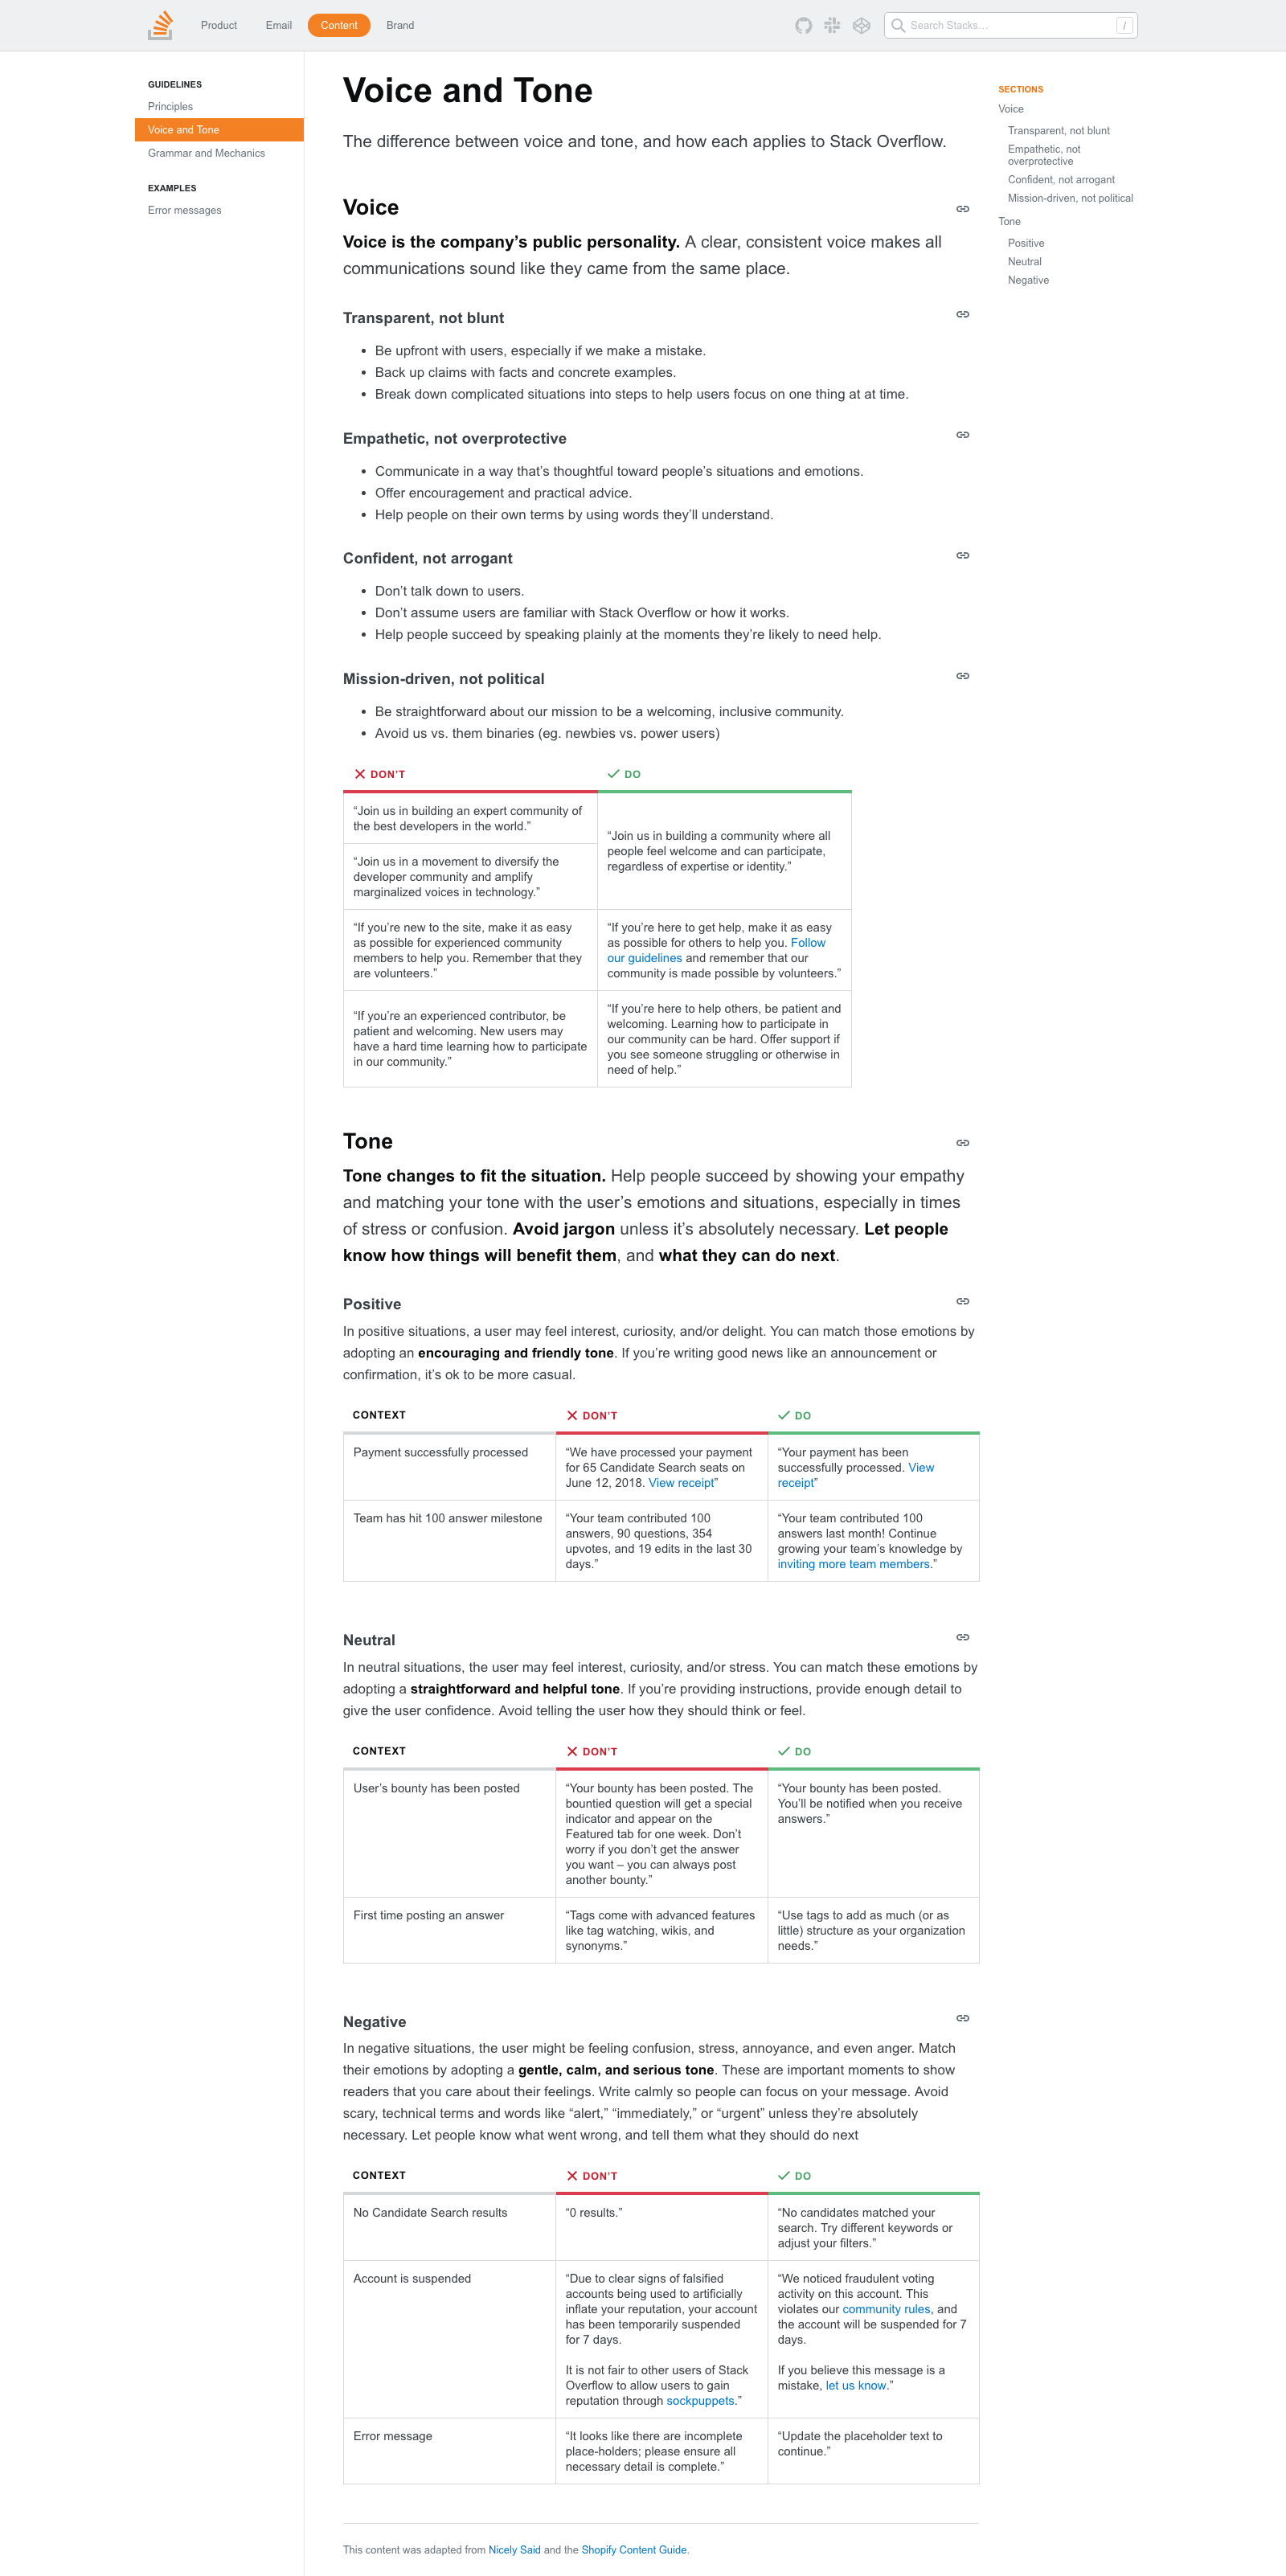 Product Email Content Brand Search Stacks… /
GUIDELINES
Principles
Voice and Tone
Grammar and Mechanics
EXAMPLES
Error messages
Voice and Tone
The difference between voice and tone, and how each applies to Stack Overflow.
Voice
Voice is the company’s public personality. A clear, consistent voice makes all
communications sound like they came from the same place.
Transparent, not blunt
• Be upfront with users, especially if we make a mistake.
• Back up claims with facts and concrete examples.
• Break down complicated situations into steps to help users focus on one thing at at time.
Empathetic, not overprotective
• Communicate in a way that’s thoughtful toward people’s situations and emotions.
• Offer encouragement and practical advice.
• Help people on their own terms by using words they’ll understand.
Confident, not arrogant
• Don’t talk down to users.
• Don’t assume users are familiar with Stack Overflow or how it works.
• Help people succeed by speaking plainly at the moments they’re likely to need help.
Mission-driven, not political
• Be straightforward about our mission to be a welcoming, inclusive community.
• Avoid us vs. them binaries (eg. newbies vs. power users)
DON’T
DO
“Join us in building an expert community of
the best developers in the world.”
“Join us in a movement to diversify the
developer community and amplify
marginalized voices in technology.”
“Join us in building a community where all
people feel welcome and can participate,
regardless of expertise or identity.”
“If you’re new to the site, make it as easy
as possible for experienced community
members to help you. Remember that they
are volunteers.”
“If you’re here to get help, make it as easy
as possible for others to help you. Follow
our guidelines and remember that our
community is made possible by volunteers.”
“If you’re an experienced contributor, be
patient and welcoming. New users may
have a hard time learning how to participate
in our community.”
“If you’re here to help others, be patient and
welcoming. Learning how to participate in
our community can be hard. Offer support if
you see someone struggling or otherwise in
need of help.”
Tone
Tone changes to fit the situation. Help people succeed by showing your empathy
and matching your tone with the user’s emotions and situations, especially in times
of stress or confusion. Avoid jargon unless it’s absolutely necessary. Let people
know how things will benefit them, and what they can do next.
Positive
In positive situations, a user may feel interest, curiosity, and/or delight. You can match those emotions by
adopting an encouraging and friendly tone. If you’re writing good news like an announcement or
confirmation, it’s ok to be more casual.
CONTEXT
DON’T
DO
Payment successfully processed
“We have processed your payment
for 65 Candidate Search seats on
June 12, 2018. View receipt”
“Your payment has been
successfully processed. View
receipt”
Team has hit 100 answer milestone
“Your team contributed 100
answers, 90 questions, 354
upvotes, and 19 edits in the last 30
days.”
“Your team contributed 100
answers last month! Continue
growing your team’s knowledge by
inviting more team members.”
Neutral
In neutral situations, the user may feel interest, curiosity, and/or stress. You can match these emotions by
adopting a straightforward and helpful tone. If you’re providing instructions, provide enough detail to
give the user confidence. Avoid telling the user how they should think or feel.
CONTEXT
DON’T
DO
User’s bounty has been posted
“Your bounty has been posted. The
bountied question will get a special
indicator and appear on the
Featured tab for one week. Don’t
worry if you don’t get the answer
you want – you can always post
another bounty.”
“Your bounty has been posted.
You’ll be notified when you receive
answers.”
First time posting an answer
“Tags come with advanced features
like tag watching, wikis, and
synonyms.”
“Use tags to add as much (or as
little) structure as your organization
needs.”
Negative
In negative situations, the user might be feeling confusion, stress, annoyance, and even anger. Match
their emotions by adopting a gentle, calm, and serious tone. These are important moments to show
readers that you care about their feelings. Write calmly so people can focus on your message. Avoid
scary, technical terms and words like “alert,” “immediately,” or “urgent” unless they’re absolutely
necessary. Let people know what went wrong, and tell them what they should do next
CONTEXT
DON’T
DO
No Candidate Search results
“0 results.”
“No candidates matched your
search. Try different keywords or
adjust your filters.”
Account is suspended
“Due to clear signs of falsified
accounts being used to artificially
inflate your reputation, your account
has been temporarily suspended
for 7 days.
It is not fair to other users of Stack
Overflow to allow users to gain
reputation through sockpuppets.”
“We noticed fraudulent voting
activity on this account. This
violates our community rules, and
the account will be suspended for 7
days.
If you believe this message is a
mistake, let us know.”
Error message
“It looks like there are incomplete
place-holders; please ensure all
necessary detail is complete.”
“Update the placeholder text to
continue.”
This content was adapted from Nicely Said and the Shopify Content Guide.
SECTIONS
Voice
Transparent, not blunt
Empathetic, not
overprotective
Confident, not arrogant
Mission-driven, not political
Tone
Positive
Neutral
Negative